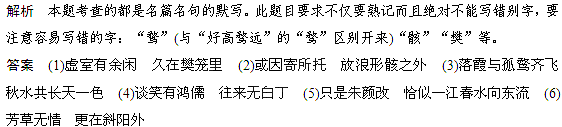 解析　本题考查的都是名篇名句的默写。此题目要求不仅要熟记而且绝对不能写错别字，要
注意容易写错的字：“鹜”(与“好高骛远”的“骛”区别开来)“骸”“樊”等。
答案　(1)虚室有余闲　久在樊笼里　(2)或因寄所托　放浪形骸之外　(3)落霞与孤鹜齐飞
秋水共长天一色　(4)谈笑有鸿儒　往来无白丁　(5)只是朱颜改　恰似一江春水向东流　(6)
芳草无情　更在斜阳外